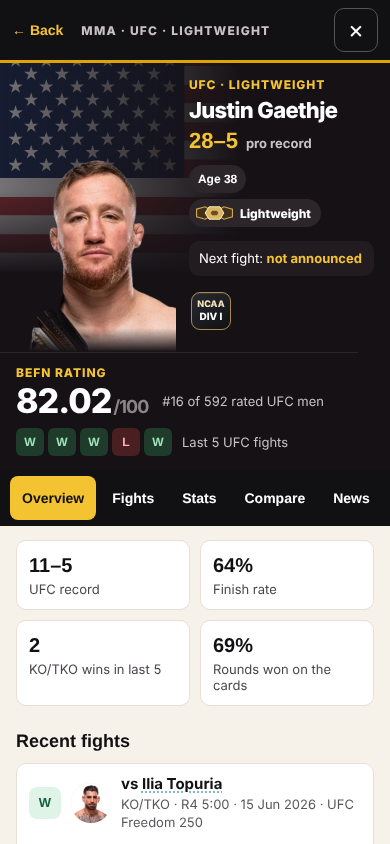 ← Back MMA · UFC · LIGHTWEIGHT ×
UFC · LIGHTWEIGHT
Justin Gaethje
28–5 pro record
Age 38
Lightweight
Next fight: not announced
NCAA
DIV I
BEFN RATING
82.02/100 #16 of 592 rated UFC men
W W W L W Last 5 UFC fights
Overview Fights Stats Compare News
11–5
UFC record
64%
Finish rate
2
KO/TKO wins in last 5
69%
Rounds won on the
cards
Recent fights
W
vs Ilia Topuria
KO/TKO · R4 5:00 · 15 Jun 2026 · UFC
Freedom 250